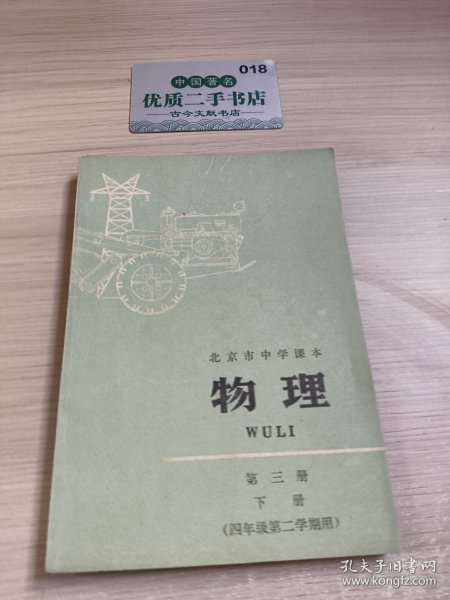 018
中国著名
优质二手书店
古今文献书店
北京市中学课本
物理
WULI
第三册
下册
(四年级第二学期用)
孔夫子旧书网
www.kongfz.com